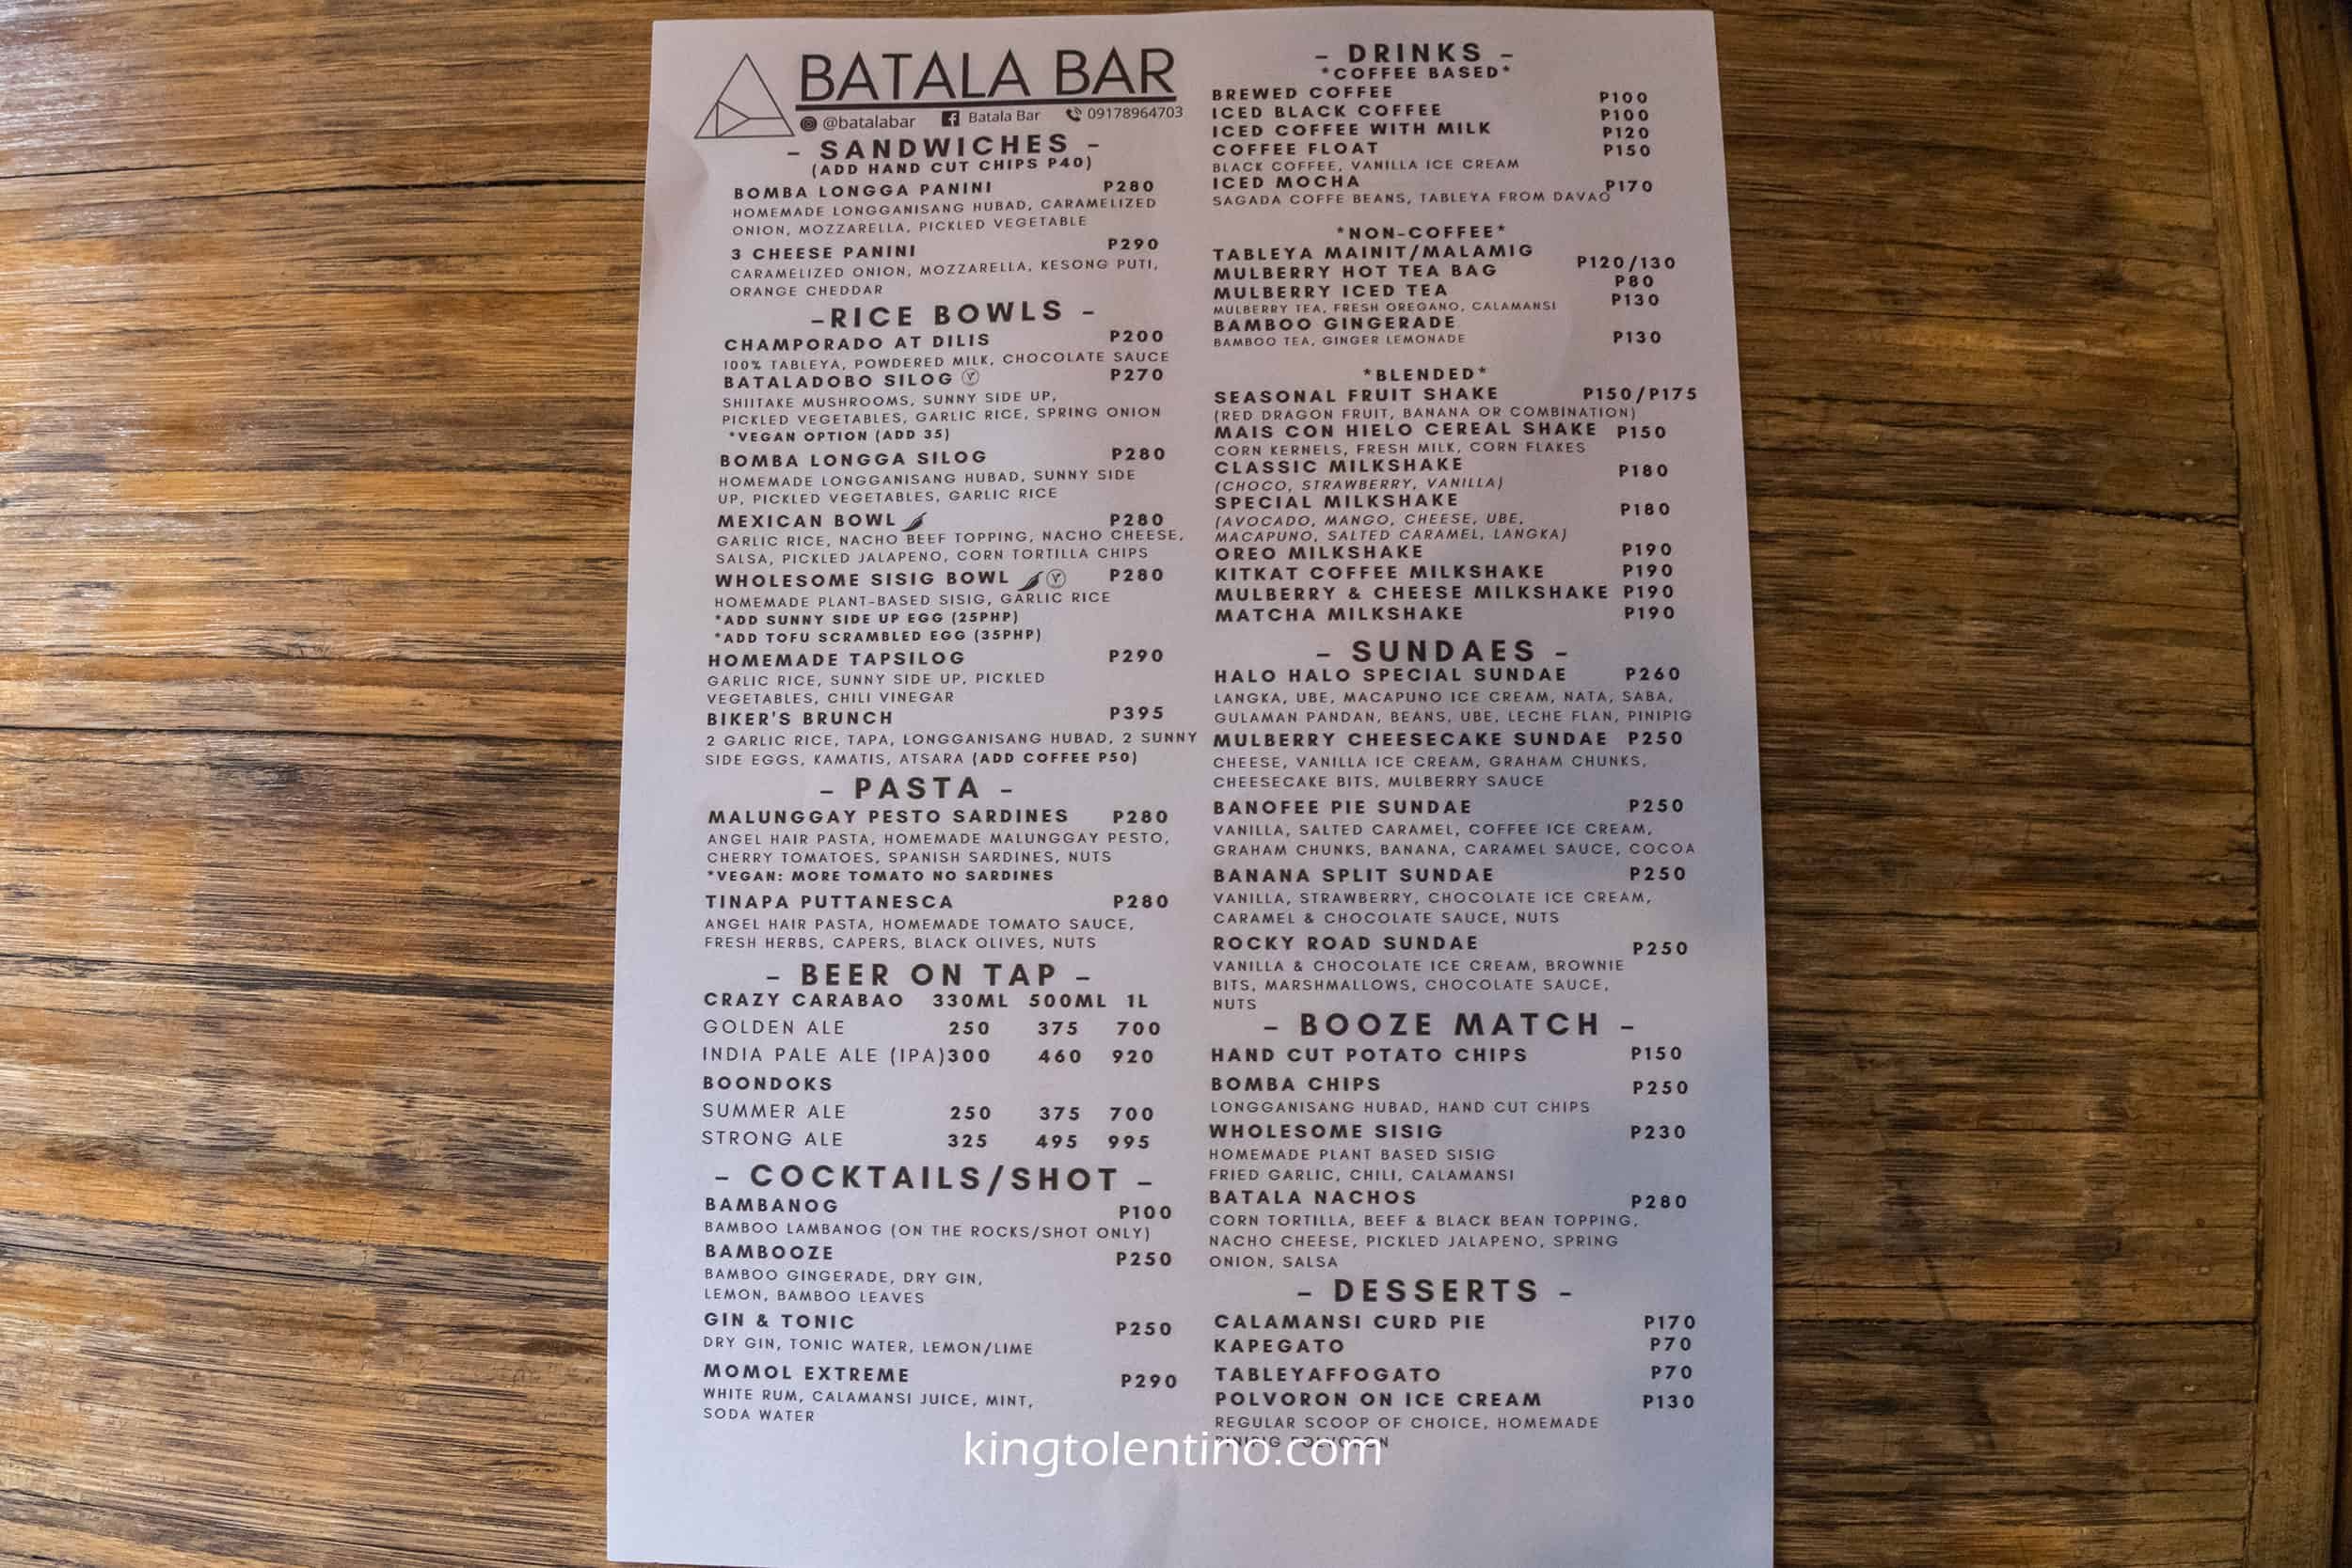 BATALA BAR
@batalabar Batala Bar 09178964703
- SANDWICHES -
(ADD HAND CUT CHIPS P40)
BOMBA LONGGA PANINI P280
HOMEMADE LONGGANISANG HUBAD, CARAMELIZED
ONION, MOZZARELLA, PICKLED VEGETABLE
3 CHEESE PANINI P290
CARAMELIZED ONION, MOZZARELLA, KESONG PUTI,
ORANGE CHEDDAR
-RICE BOWLS -
CHAMPORADO AT DILIS P200
100% TABLEYA, POWDERED MILK, CHOCOLATE SAUCE
BATALADOBO SILOG P270
SHIITAKE MUSHROOMS, SUNNY SIDE UP,
PICKLED VEGETABLES, GARLIC RICE, SPRING ONION
*VEGAN OPTION (ADD 35)
BOMBA LONGGA SILOG P280
HOMEMADE LONGGANISANG HUBAD, SUNNY SIDE
UP, PICKLED VEGETABLES, GARLIC RICE
MEXICAN BOWL P280
GARLIC RICE, NACHO BEEF TOPPING, NACHO CHEESE,
SALSA, PICKLED JALAPENO, CORN TORTILLA CHIPS
WHOLESOME SISIG BOWL P280
HOMEMADE PLANT-BASED SISIG, GARLIC RICE
*ADD SUNNY SIDE UP EGG (25PHP)
*ADD TOFU SCRAMBLED EGG (35PHP)
HOMEMADE TAPSILOG P290
GARLIC RICE, SUNNY SIDE UP, PICKLED
VEGETABLES, CHILI VINEGAR
BIKER'S BRUNCH P395
2 GARLIC RICE, TAPA, LONGGANISANG HUBAD, 2 SUNNY
SIDE EGGS, KAMATIS, ATSARA (ADD COFFEE P50)
- PASTA -
MALUNGGAY PESTO SARDINES P280
ANGEL HAIR PASTA, HOMEMADE MALUNGGAY PESTO,
CHERRY TOMATOES, SPANISH SARDINES, NUTS
*VEGAN: MORE TOMATO NO SARDINES
TINAPA PUTTANESCA P280
ANGEL HAIR PASTA, HOMEMADE TOMATO SAUCE,
FRESH HERBS, CAPERS, BLACK OLIVES, NUTS
- BEER ON TAP -
CRAZY CARABAO 330ML 500ML 1L
GOLDEN ALE 250 375 700
INDIA PALE ALE (IPA)300 460 920
BOONDOKS
SUMMER ALE 250 375 700
STRONG ALE 325 495 995
- COCKTAILS/SHOT -
BAMBANOG P100
BAMBOO LAMBANOG (ON THE ROCKS/SHOT ONLY)
BAMBOOZE P250
BAMBOO GINGERADE, DRY GIN,
LEMON, BAMBOO LEAVES
GIN & TONIC P250
DRY GIN, TONIC WATER, LEMON/LIME
MOMOL EXTREME P290
WHITE RUM, CALAMANSI JUICE, MINT,
SODA WATER
- DRINKS -
*COFFEE BASED*
BREWED COFFEE P100
ICED BLACK COFFEE P100
ICED COFFEE WITH MILK P120
COFFEE FLOAT P150
BLACK COFFEE, VANILLA ICE CREAM
ICED MOCHA P170
SAGADA COFFE BEANS, TABLEYA FROM DAVAO
*NON-COFFEE*
TABLEYA MAINIT/MALAMIG P120/130
MULBERRY HOT TEA BAG P80
MULBERRY ICED TEA P130
MULBERRY TEA, FRESH OREGANO, CALAMANSI
BAMBOO GINGERADE P130
BAMBOO TEA, GINGER LEMONADE
*BLENDED*
SEASONAL FRUIT SHAKE P150/P175
(RED DRAGON FRUIT, BANANA OR COMBINATION)
MAIS CON HIELO CEREAL SHAKE P150
CORN KERNELS, FRESH MILK, CORN FLAKES
CLASSIC MILKSHAKE P180
(CHOCO, STRAWBERRY, VANILLA)
SPECIAL MILKSHAKE P180
(AVOCADO, MANGO, CHEESE, UBE,
MACAPUNO, SALTED CARAMEL, LANGKA)
OREO MILKSHAKE P190
KITKAT COFFEE MILKSHAKE P190
MULBERRY & CHEESE MILKSHAKE P190
MATCHA MILKSHAKE P190
- SUNDAES -
HALO HALO SPECIAL SUNDAE P260
LANGKA, UBE, MACAPUNO ICE CREAM, NATA, SABA,
GULAMAN PANDAN, BEANS, UBE, LECHE FLAN, PINIPIG
MULBERRY CHEESECAKE SUNDAE P250
CHEESE, VANILLA ICE CREAM, GRAHAM CHUNKS,
CHEESECAKE BITS, MULBERRY SAUCE
BANOFEE PIE SUNDAE P250
VANILLA, SALTED CARAMEL, COFFEE ICE CREAM,
GRAHAM CHUNKS, BANANA, CARAMEL SAUCE, COCOA
BANANA SPLIT SUNDAE P250
VANILLA, STRAWBERRY, CHOCOLATE ICE CREAM,
CARAMEL & CHOCOLATE SAUCE, NUTS
ROCKY ROAD SUNDAE P250
VANILLA & CHOCOLATE ICE CREAM, BROWNIE
BITS, MARSHMALLOWS, CHOCOLATE SAUCE,
NUTS
- BOOZE MATCH -
HAND CUT POTATO CHIPS P150
BOMBA CHIPS P250
LONGGANISANG HUBAD, HAND CUT CHIPS
WHOLESOME SISIG P230
HOMEMADE PLANT BASED SISIG
FRIED GARLIC, CHILI, CALAMANSI
BATALA NACHOS P280
CORN TORTILLA, BEEF & BLACK BEAN TOPPING,
NACHO CHEESE, PICKLED JALAPENO, SPRING
ONION, SALSA
- DESSERTS -
CALAMANSI CURD PIE P170
KAPEGATO P70
TABLEYAFFOGATO P70
POLVORON ON ICE CREAM P130
REGULAR SCOOP OF CHOICE, HOMEMADE
kingtolentino.com